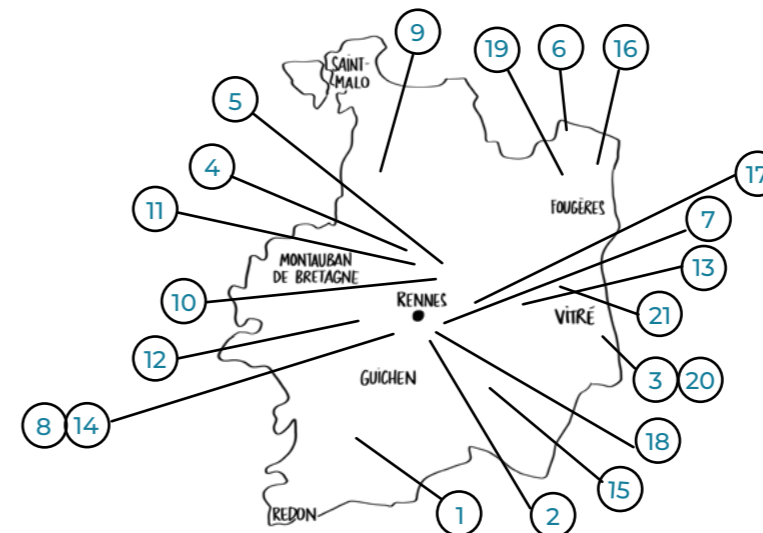 9
19
6
16
SAINT-
MALO
5
4
17
11
FOUGÈRES
7
MONTAUBAN
DE BRETAGNE
13
10
RENNES
VITRÉ
21
12
GUICHEN
3 20
8 14
18
15
REDON
1
2